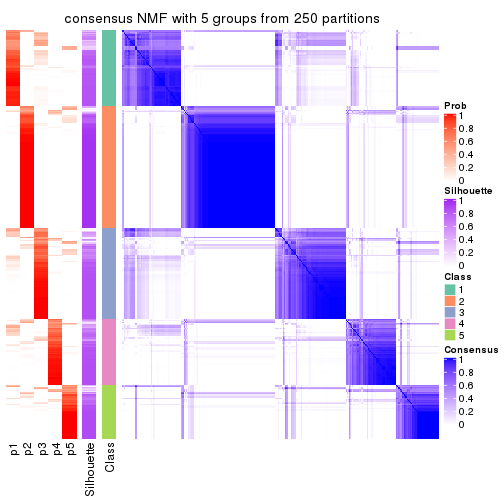 consensus NMF with 5 groups from 250 partitions
Prob
1
0.8
0.6
0.4
0.2
0
Silhouette
1
0.8
0.6
0.4
0.2
0
Class
1
2
3
4
5
Consensus
1
0.8
0.6
0.4
0.2
0
p1
p2
p3
p4
p5
Silhouette
Class